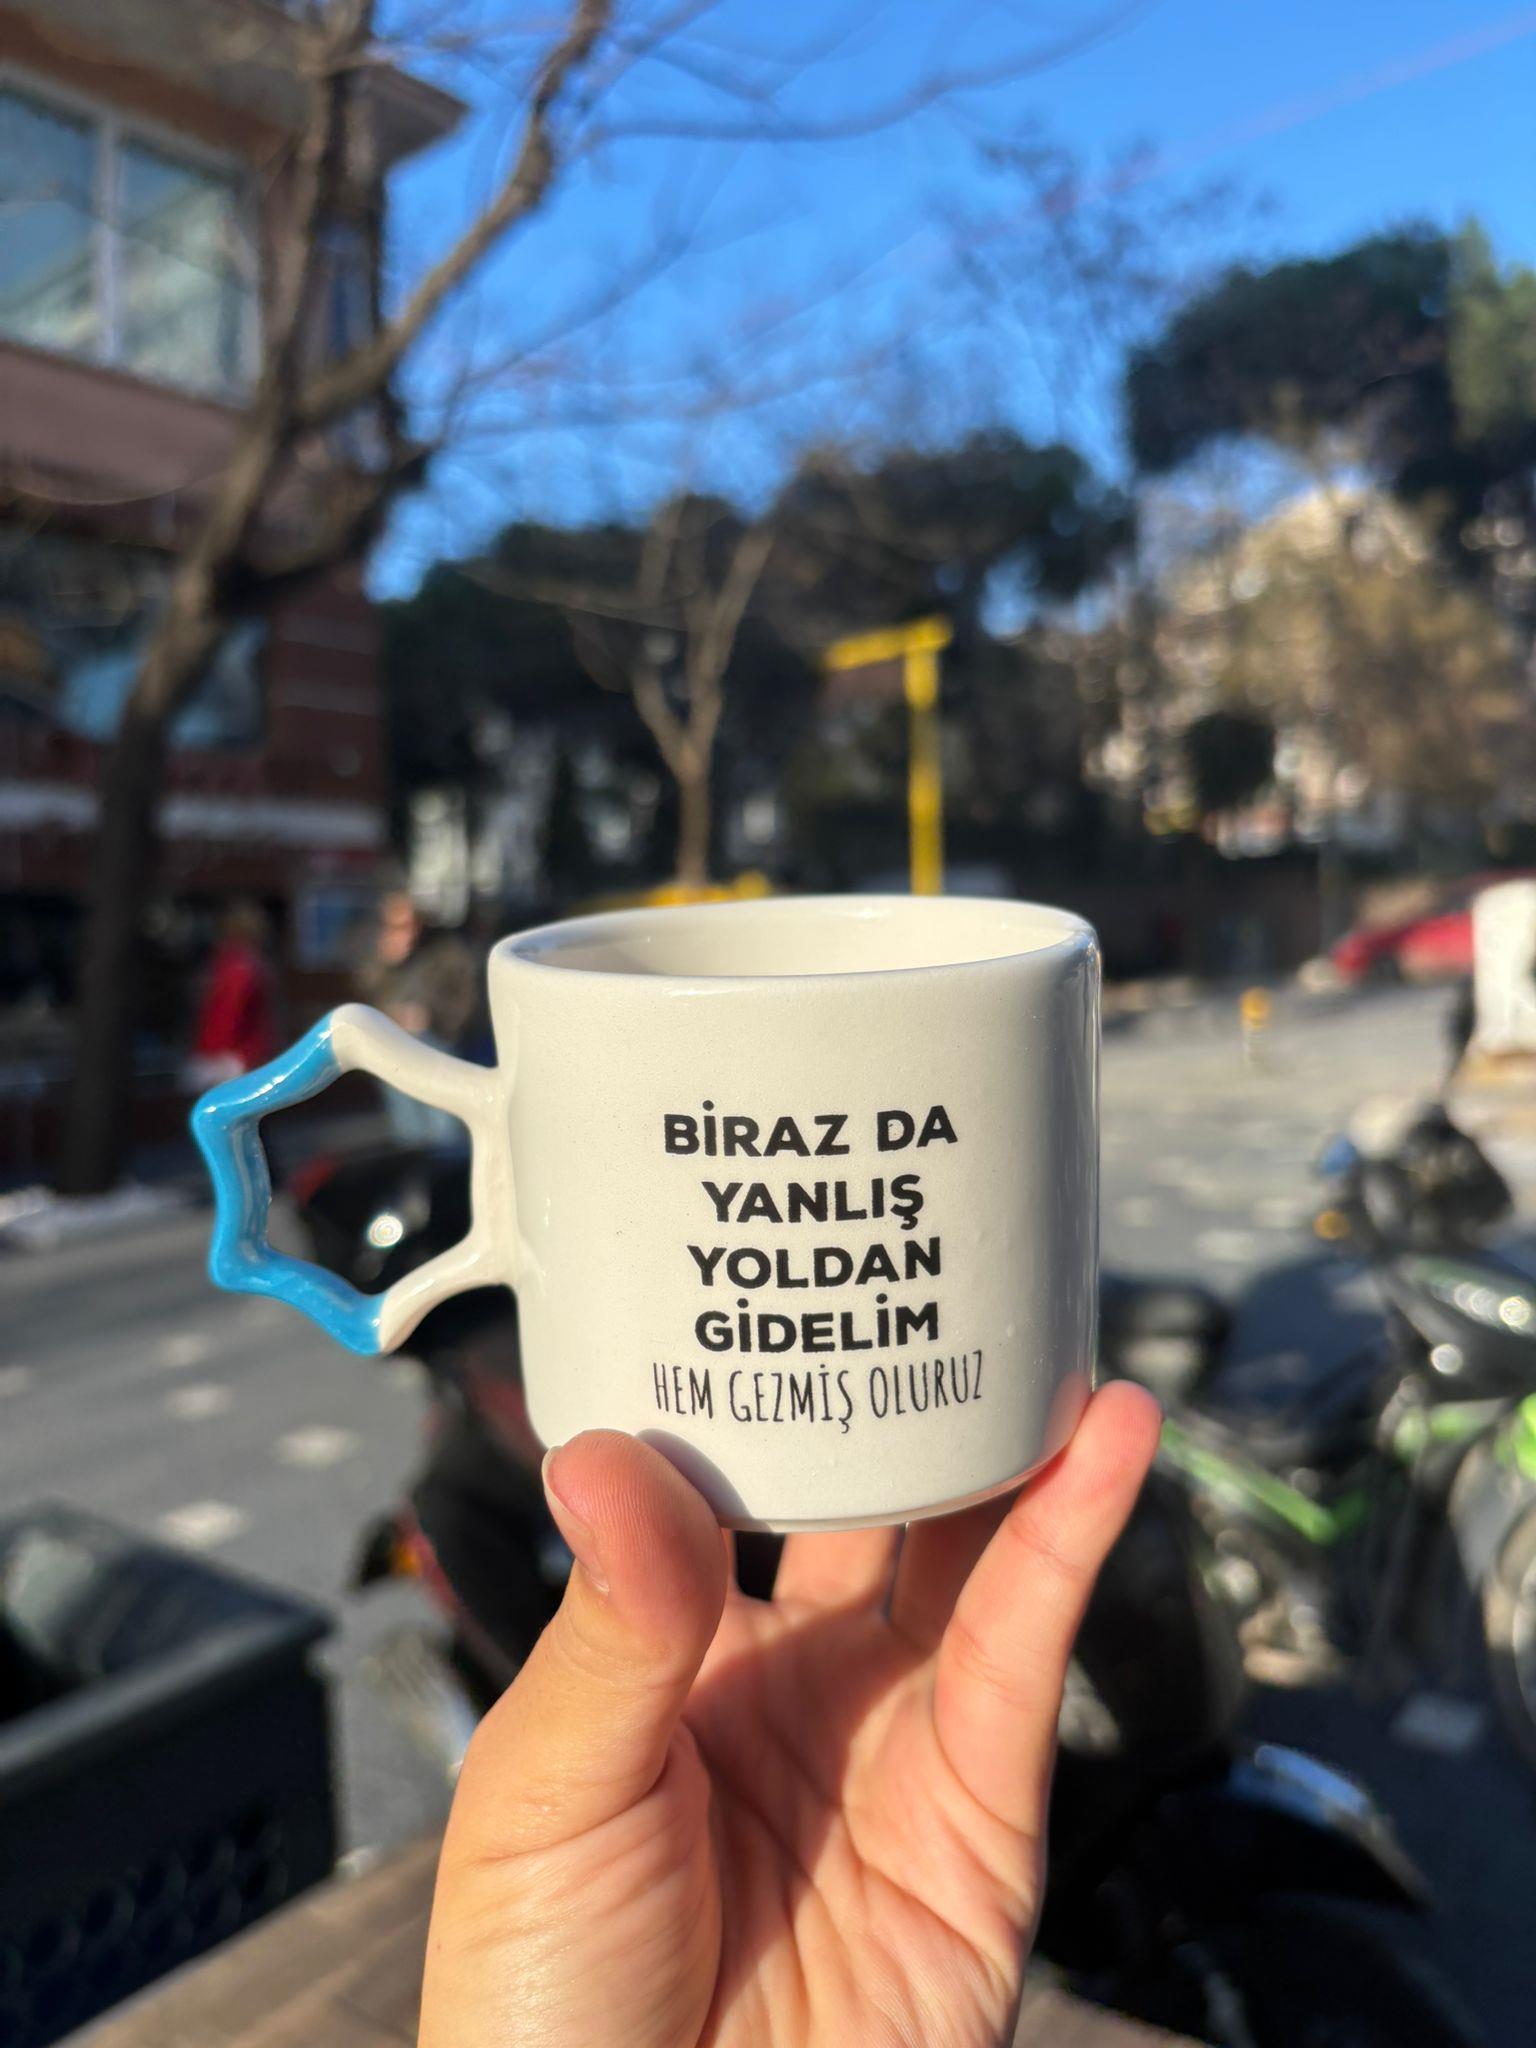 BİRAZ DA
YANLIŞ
YOLDAN
GİDELİM
HEM GEZMİŞ OLURUZ